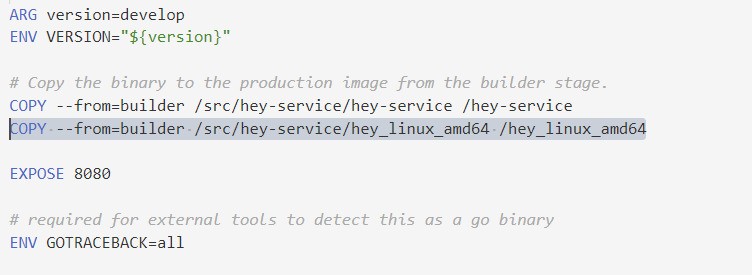 ARG version=develop
ENV VERSION="${version}"
# Copy the binary to the production image from the builder stage.
COPY --from=builder /src/hey-service/hey-service /hey-service
COPY --from=builder /src/hey-service/hey_linux_amd64 /hey_linux_amd64
EXPOSE 8080
# required for external tools to detect this as a go binary
ENV GOTRACEBACK=all